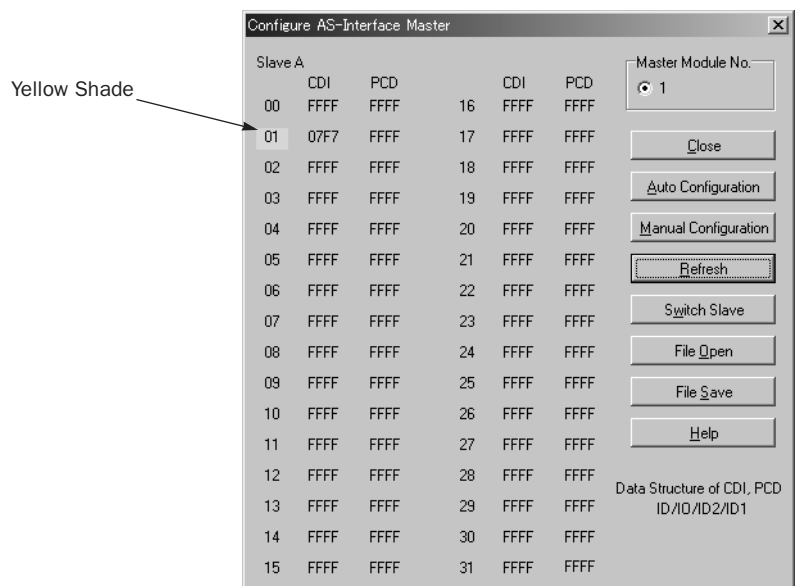 Configure AS-Interface Master
Slave A
CDI PCD CDI PCD
Master Module No.
1
Yellow Shade
00 FFFF FFFF 16 FFFF FFFF
01 07F7 FFFF 17 FFFF FFFF
02 FFFF FFFF 18 FFFF FFFF
03 FFFF FFFF 19 FFFF FFFF
04 FFFF FFFF 20 FFFF FFFF
05 FFFF FFFF 21 FFFF FFFF
06 FFFF FFFF 22 FFFF FFFF
07 FFFF FFFF 23 FFFF FFFF
08 FFFF FFFF 24 FFFF FFFF
09 FFFF FFFF 25 FFFF FFFF
10 FFFF FFFF 26 FFFF FFFF
11 FFFF FFFF 27 FFFF FFFF
12 FFFF FFFF 28 FFFF FFFF
13 FFFF FFFF 29 FFFF FFFF
14 FFFF FFFF 30 FFFF FFFF
15 FFFF FFFF 31 FFFF FFFF
Close
Auto Configuration
Manual Configuration
Refresh
Switch Slave
File Open
File Save
Help
Data Structure of CDI, PCD
ID/IO/ID2/ID1